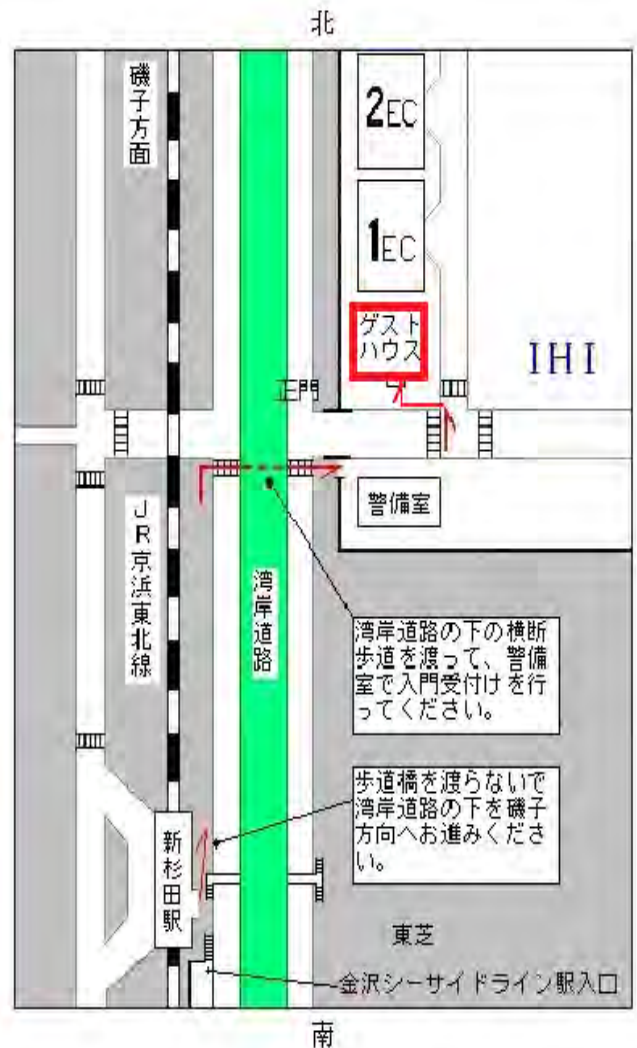 北
磯子方面
2EC
1EC
ゲスト
ハウス
IHI
正門
警備室
JR京浜東北線
湾岸道路
湾岸道路の下の横断
歩道を渡って、警備
室で入門受付けを行
ってください。
歩道橋を渡らないで
湾岸道路の下を磯子
方向へお進みくださ
い。
新杉田駅
東芝
金沢シーサイドライン駅入口
南